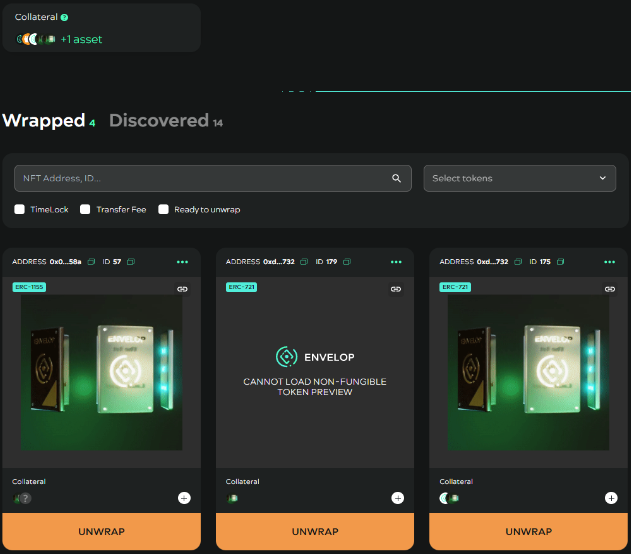 Collateral ?
+1 asset
Wrapped 4 Discovered 14
NFT Address, ID... Select tokens
TimeLock Transfer Fee Ready to unwrap
ADDRESS 0x0...58a ID 57
ERC-1155
ENVELOP
Collateral
?
UNWRAP
ADDRESS 0xd...732 ID 179
ERC-721
ENVELOP
CANNOT LOAD NON-FUNGIBLE
TOKEN PREVIEW
Collateral
UNWRAP
ADDRESS 0xd...732 ID 175
ERC-721
ENVELOP
Collateral
UNWRAP